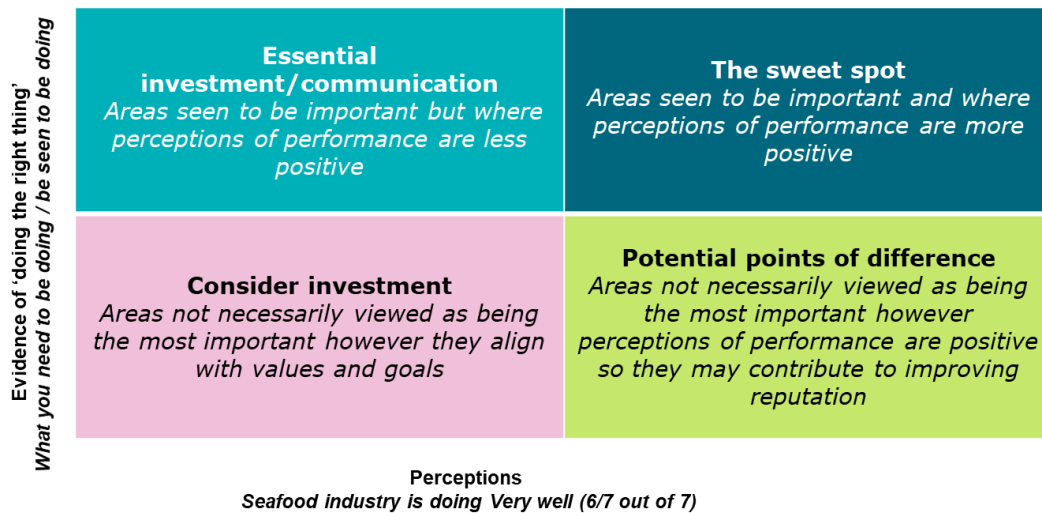 Evidence of ‘doing the right thing’
What you need to be doing / be seen to be doing
Essential
investment/communication
Areas seen to be important but where
perceptions of performance are less
positive
The sweet spot
Areas seen to be important and where
perceptions of performance are more
positive
Consider investment
Areas not necessarily viewed as being
the most important however they align
with values and goals
Potential points of difference
Areas not necessarily viewed as being
the most important however
perceptions of performance are positive
so they may contribute to improving
reputation
Perceptions
Seafood industry is doing Very well (6/7 out of 7)